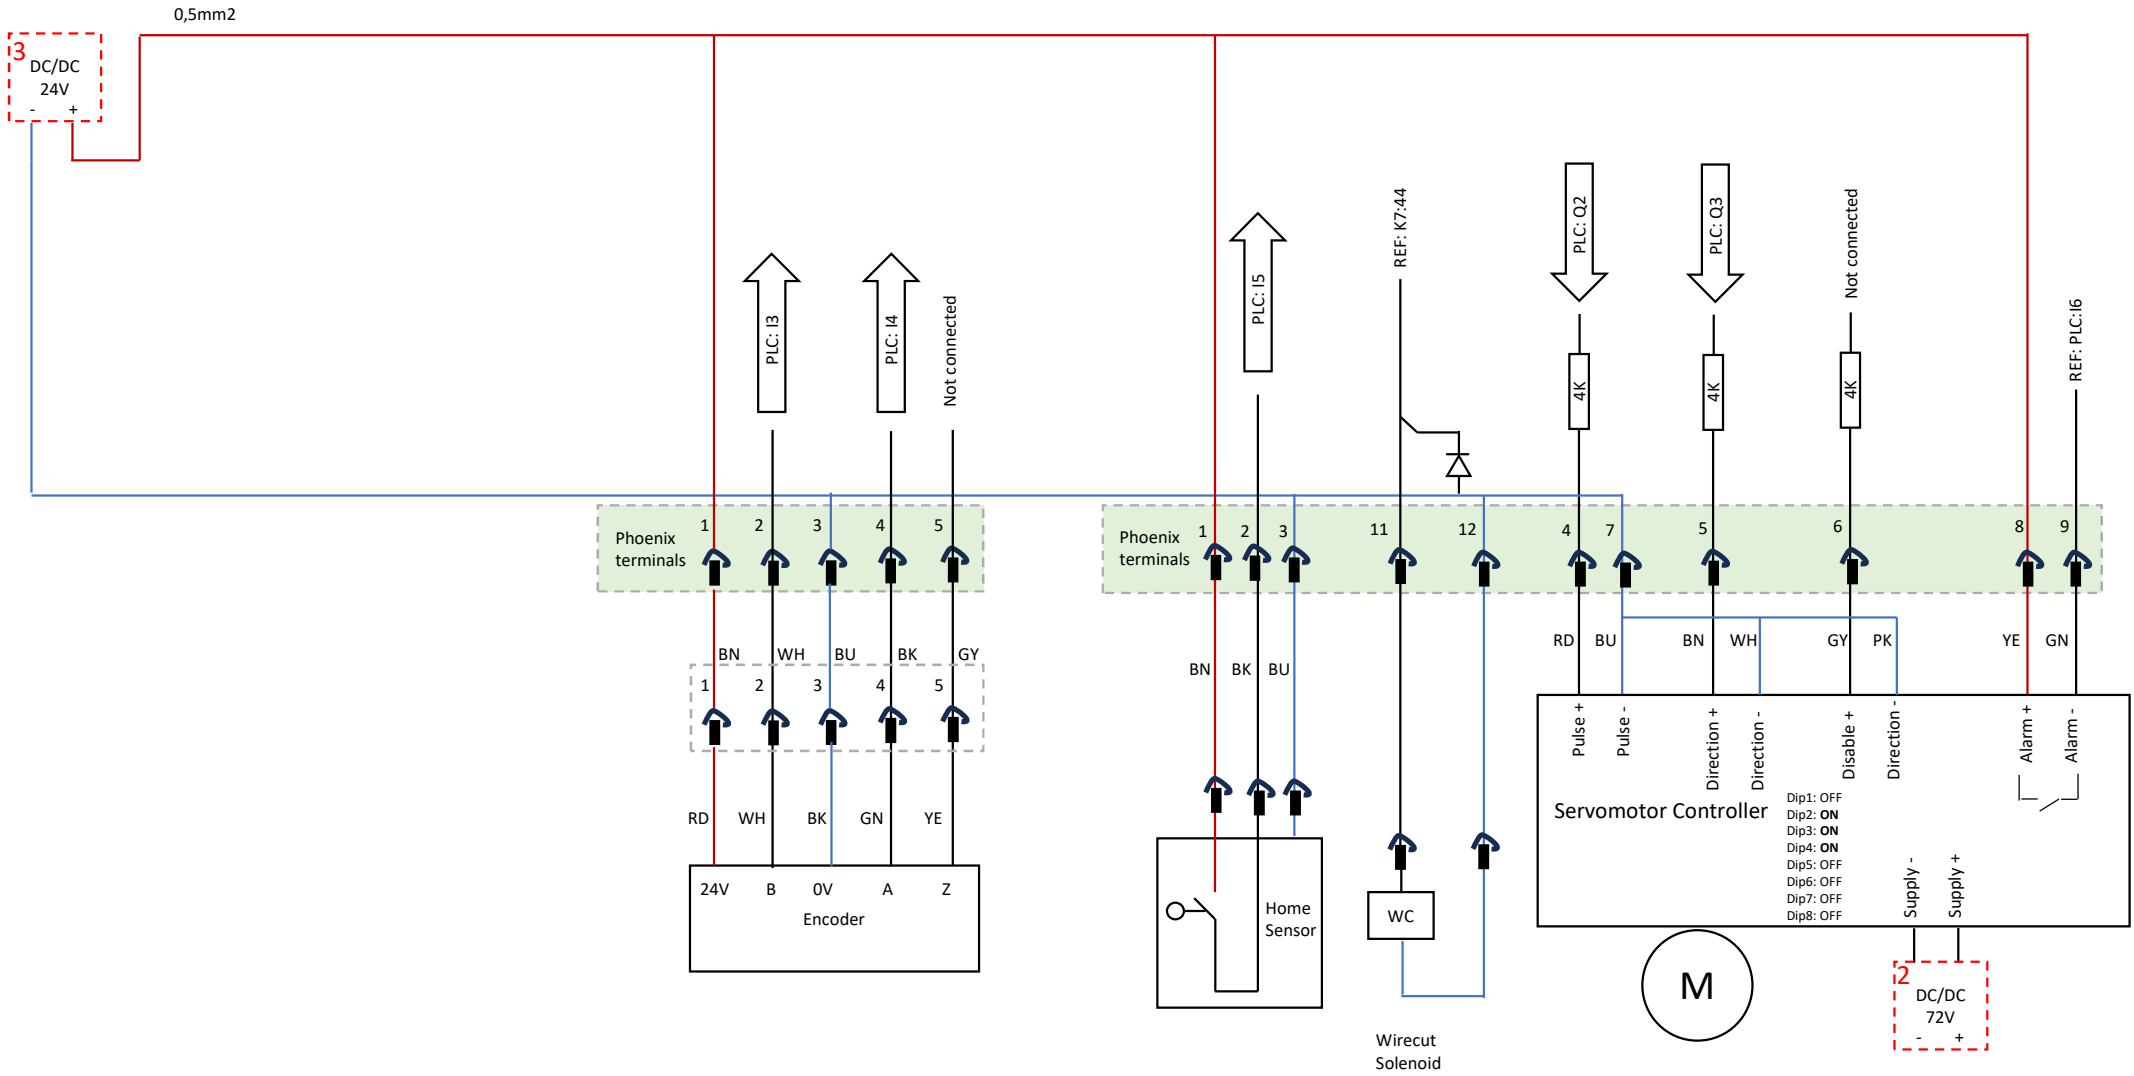 0,5mm2
3
DC/DC
24V
- +
PLC: I3
PLC: I4
Not connected
PLC: I5
REF: K7:44
PLC: Q2
PLC: Q3
Not connected
REF: PLC:I6
4K
4K
4K
Phoenix
terminals
1 2 3 4 5
Phoenix
terminals
1 2 3 11 12 4 7 5 6 8 9
BN WH BU BK GY
1 2 3 4 5
RD WH BK GN YE
24V B 0V A Z
Encoder
BN BK BU
Home
Sensor
WC
Wirecut
Solenoid
RD BU BN WH GY PK YE GN
Pulse +
Pulse -
Direction +
Direction -
Disable +
Direction -
Alarm +
Alarm -
Servomotor Controller
Dip1: OFF
Dip2: ON
Dip3: ON
Dip4: ON
Dip5: OFF
Dip6: OFF
Dip7: OFF
Dip8: OFF
Supply -
Supply +
M
2
DC/DC
72V
- +